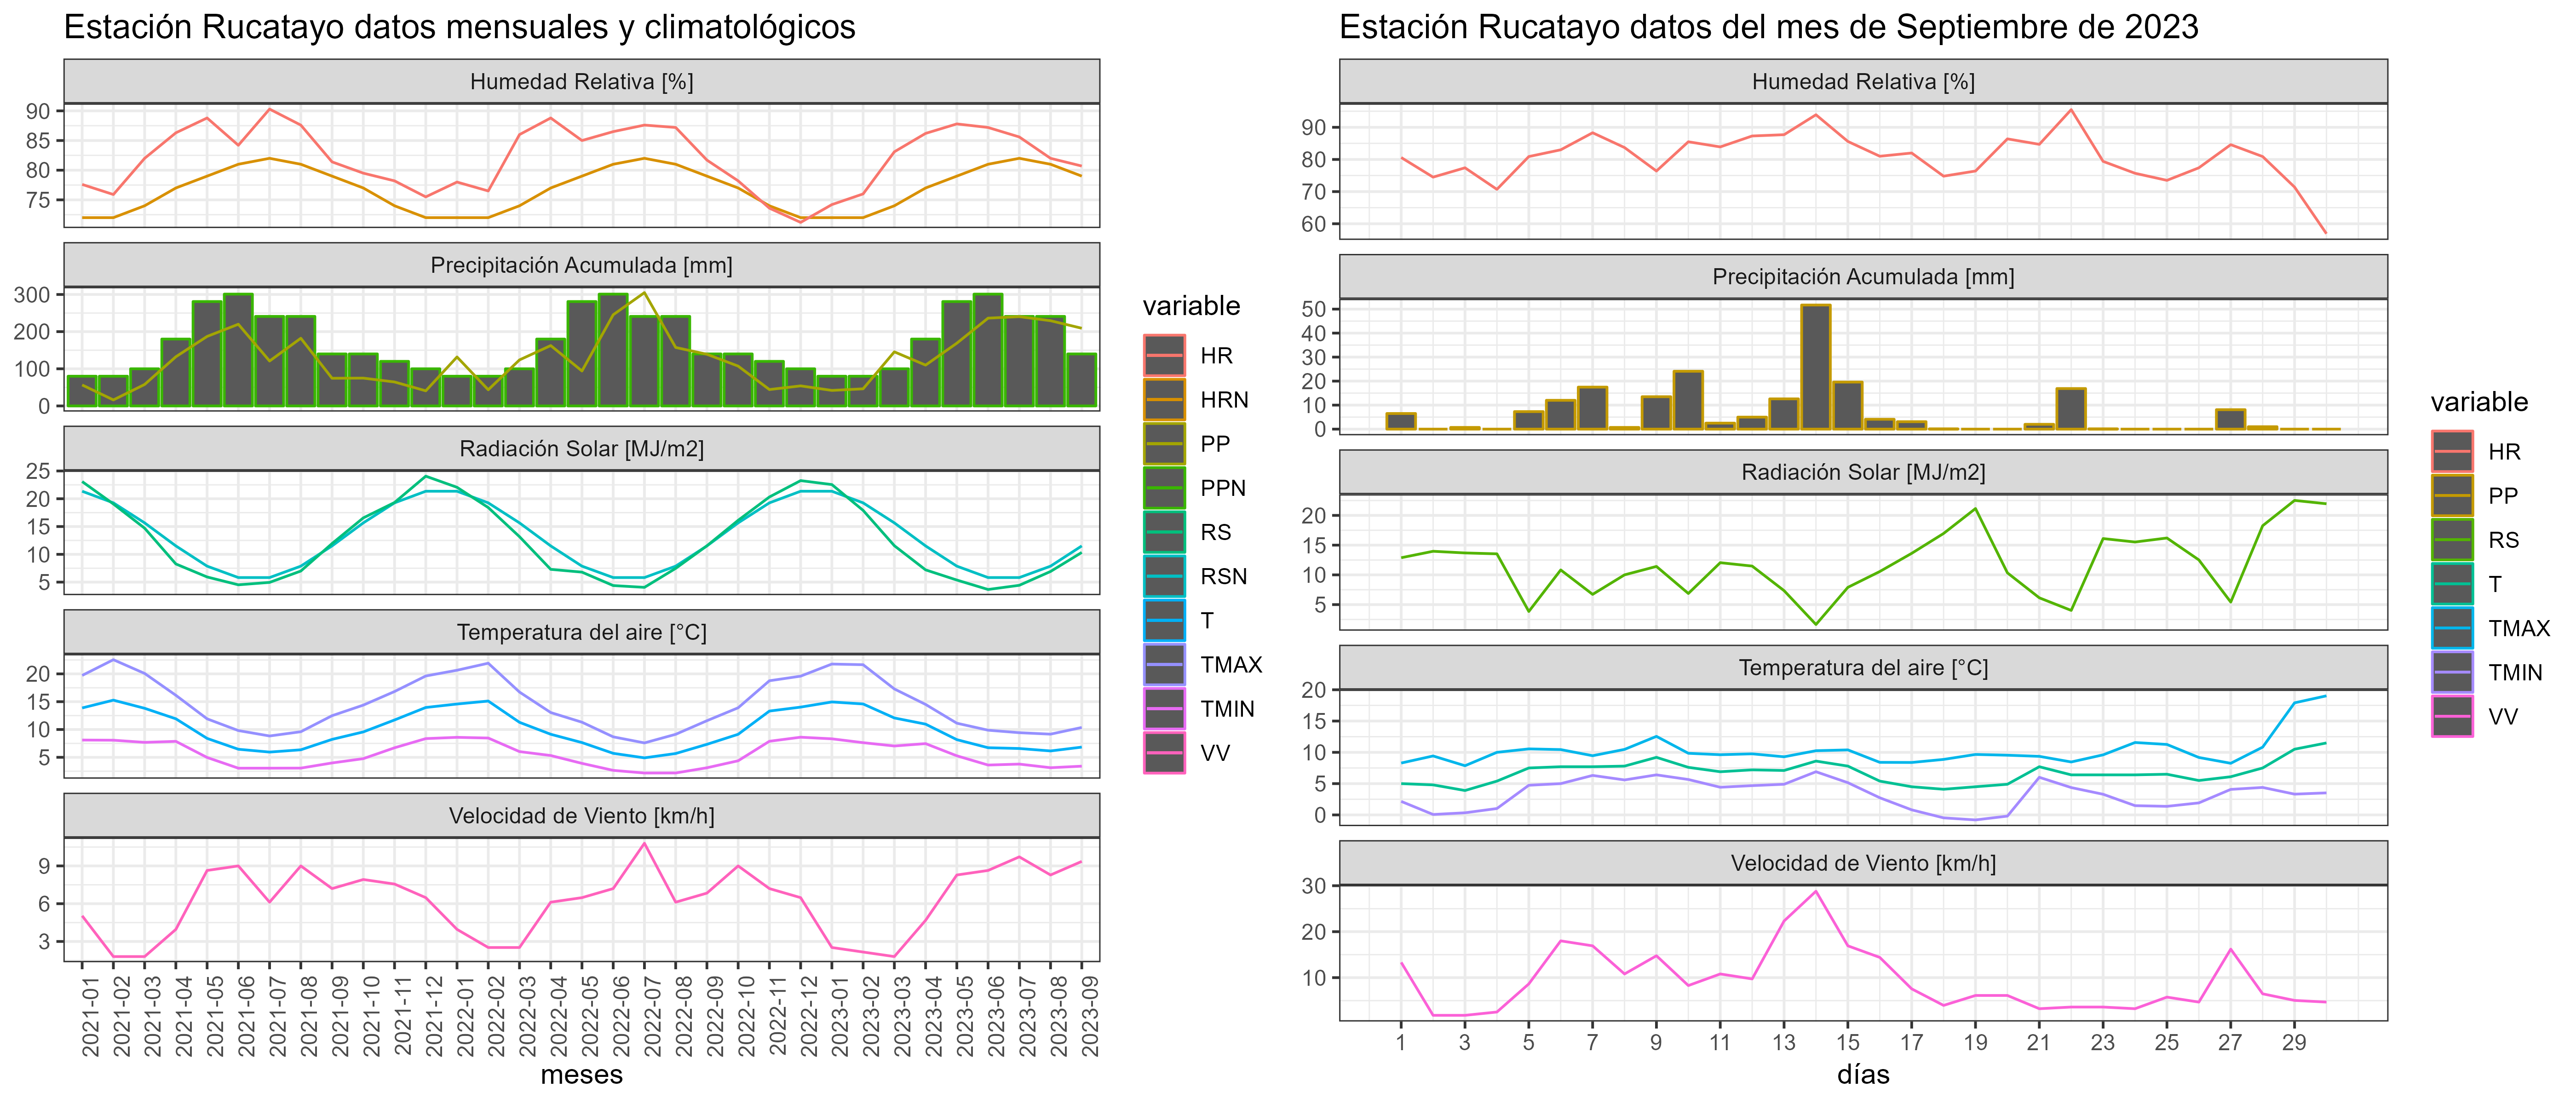 Estación Rucatayo datos mensuales y climatológicos
Humedad Relativa [%]
90
85
80
75
Precipitación Acumulada [mm]
300
200
100
0
Radiación Solar [MJ/m2]
25
20
15
10
5
Temperatura del aire [°C]
20
15
10
5
Velocidad de Viento [km/h]
9
6
3
2021-01
2021-02
2021-03
2021-04
2021-05
2021-06
2021-07
2021-08
2021-09
2021-10
2021-11
2021-12
2022-01
2022-02
2022-03
2022-04
2022-05
2022-06
2022-07
2022-08
2022-09
2022-10
2022-11
2022-12
2023-01
2023-02
2023-03
2023-04
2023-05
2023-06
2023-07
2023-08
2023-09
meses
variable
HR
HRN
PP
PPN
RS
RSN
T
TMAX
TMIN
VV
Estación Rucatayo datos del mes de Septiembre de 2023
Humedad Relativa [%]
90
80
70
60
Precipitación Acumulada [mm]
50
40
30
20
10
0
Radiación Solar [MJ/m2]
20
15
10
5
Temperatura del aire [°C]
20
15
10
5
0
Velocidad de Viento [km/h]
30
20
10
1
3
5
7
9
11
13
15
17
19
21
23
25
27
29
días
variable
HR
PP
RS
T
TMAX
TMIN
VV